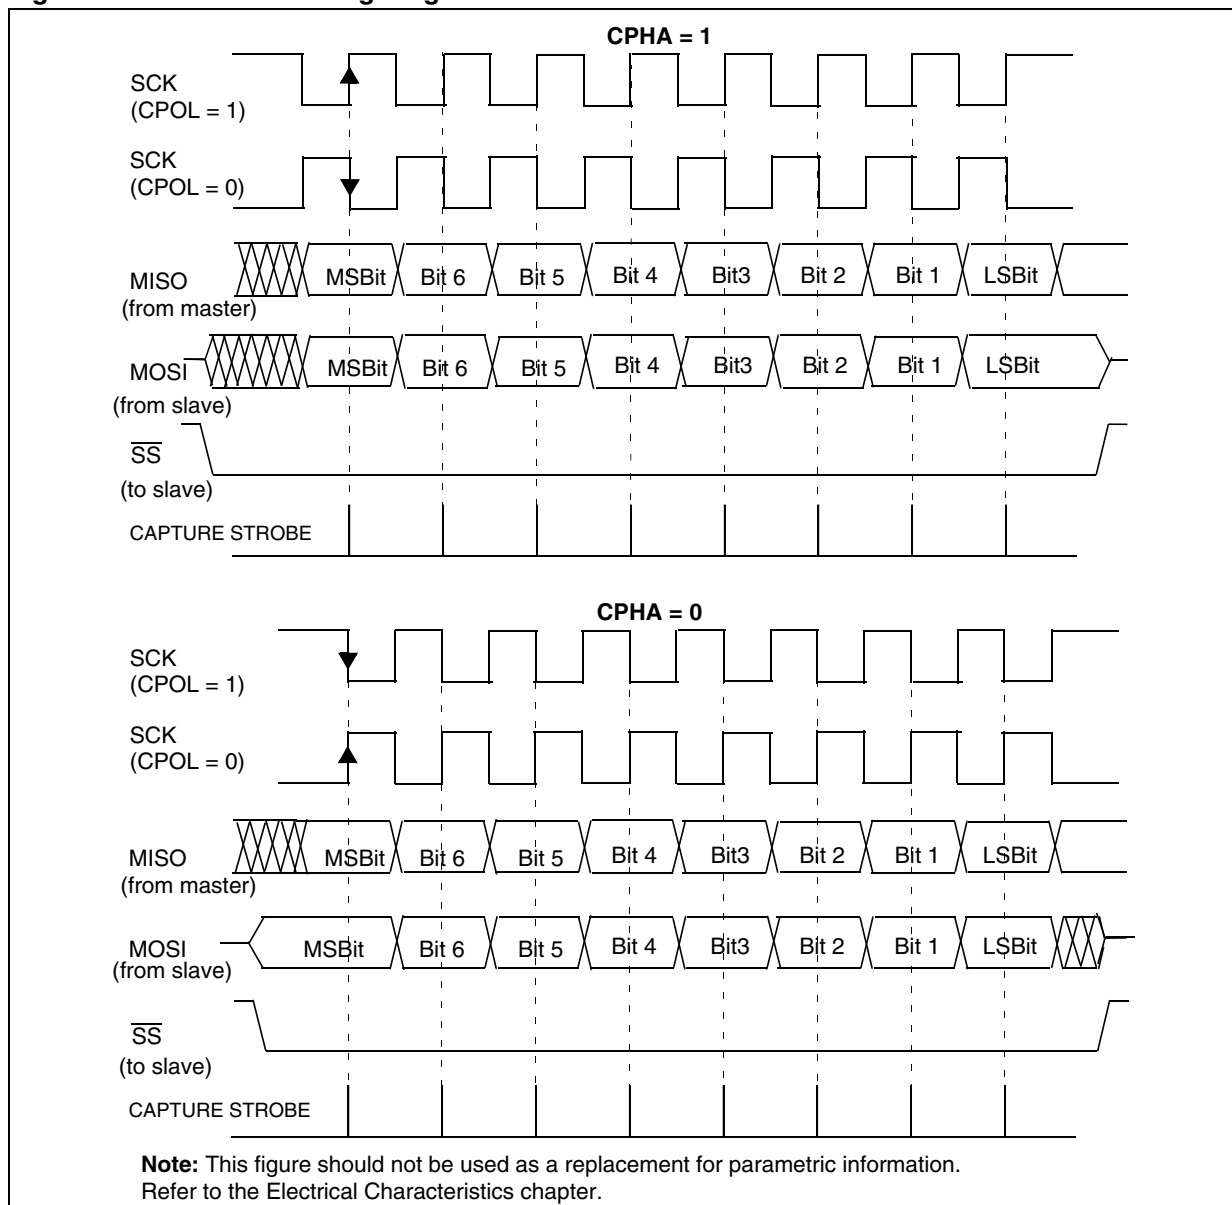 CPHA = 1
SCK
(CPOL = 1)
SCK
(CPOL = 0)
MISO
(from master)
MSBit Bit 6 Bit 5 Bit 4 Bit3 Bit 2 Bit 1 LSBit
MOSI
(from slave)
MSBit Bit 6 Bit 5 Bit 4 Bit3 Bit 2 Bit 1 LSBit
SS
(to slave)
CAPTURE STROBE
CPHA = 0
SCK
(CPOL = 1)
SCK
(CPOL = 0)
MISO
(from master)
MSBit Bit 6 Bit 5 Bit 4 Bit3 Bit 2 Bit 1 LSBit
MOSI
(from slave)
MSBit Bit 6 Bit 5 Bit 4 Bit3 Bit 2 Bit 1 LSBit
SS
(to slave)
CAPTURE STROBE
Note: This figure should not be used as a replacement for parametric information.
Refer to the Electrical Characteristics chapter.